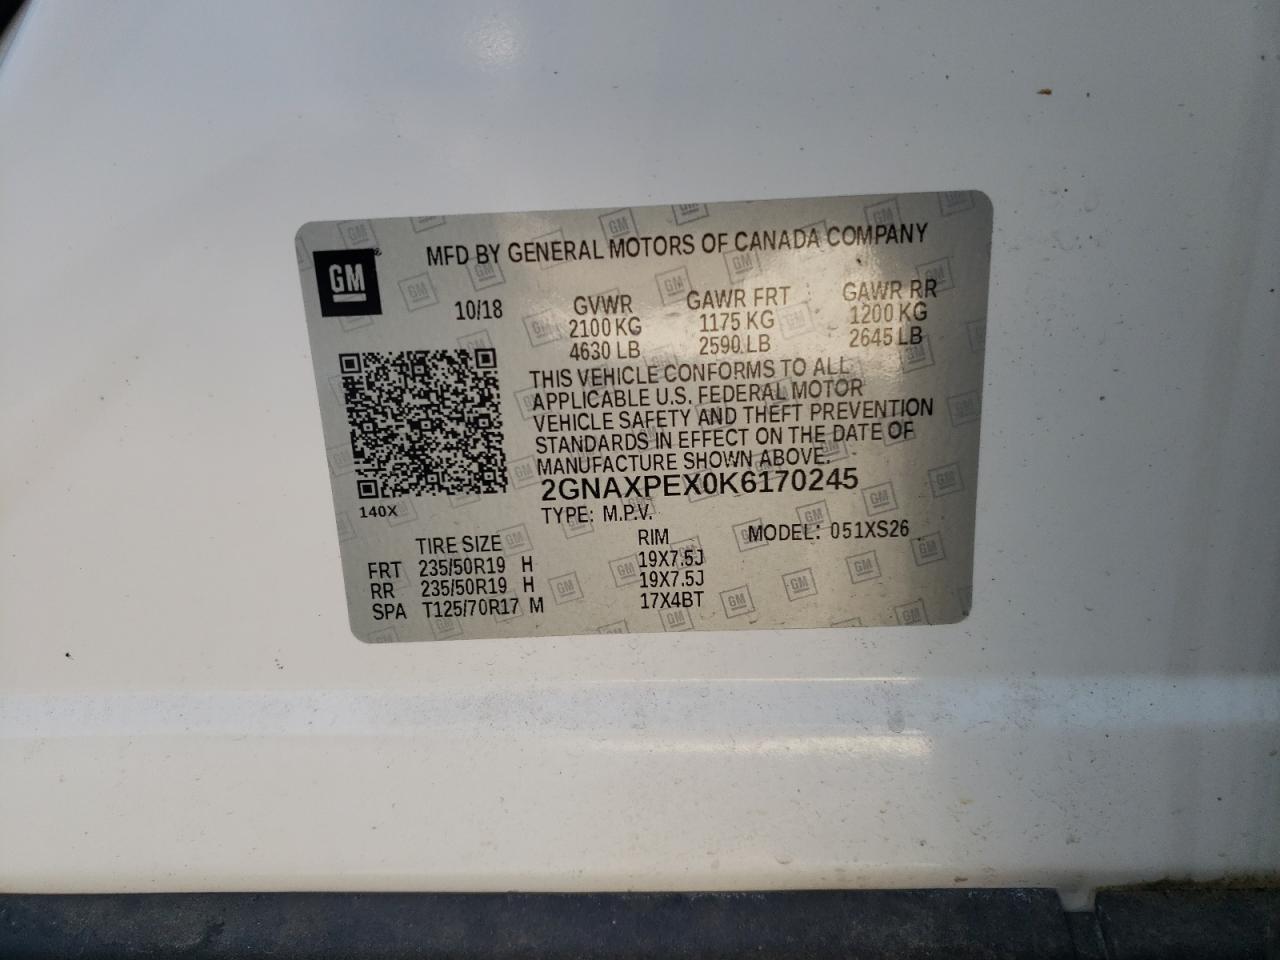 GM
MFD BY GENERAL MOTORS OF CANADA COMPANY
10/18 GVWR GAWR FRT GAWR RR
2100 KG 1175 KG 1200 KG
4630 LB 2590 LB 2645 LB
THIS VEHICLE CONFORMS TO ALL
APPLICABLE U.S. FEDERAL MOTOR
VEHICLE SAFETY AND THEFT PREVENTION
STANDARDS IN EFFECT ON THE DATE OF
MANUFACTURE SHOWN ABOVE.
2GNAXPEX0K6170245
140X
TYPE: M.P.V. MODEL: 051XS26
TIRE SIZE RIM
FRT 235/50R19 H 19X7.5J
RR 235/50R19 H 19X7.5J
SPA T125/70R17 M 17X4BT